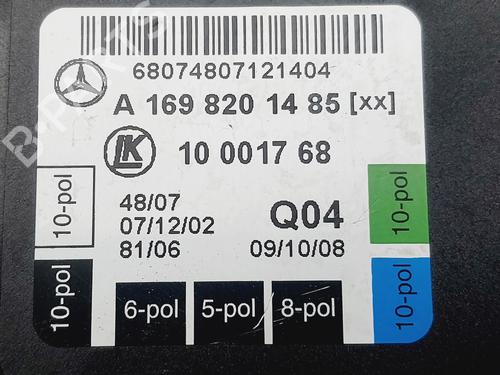 68074807121404
A 169 820 14 85 [xx]
LK
10 0017 68
48/07
07/12/02
81/06
Q04
09/10/08
10-pol
10-pol
10-pol
10-pol
6-pol
5-pol
8-pol